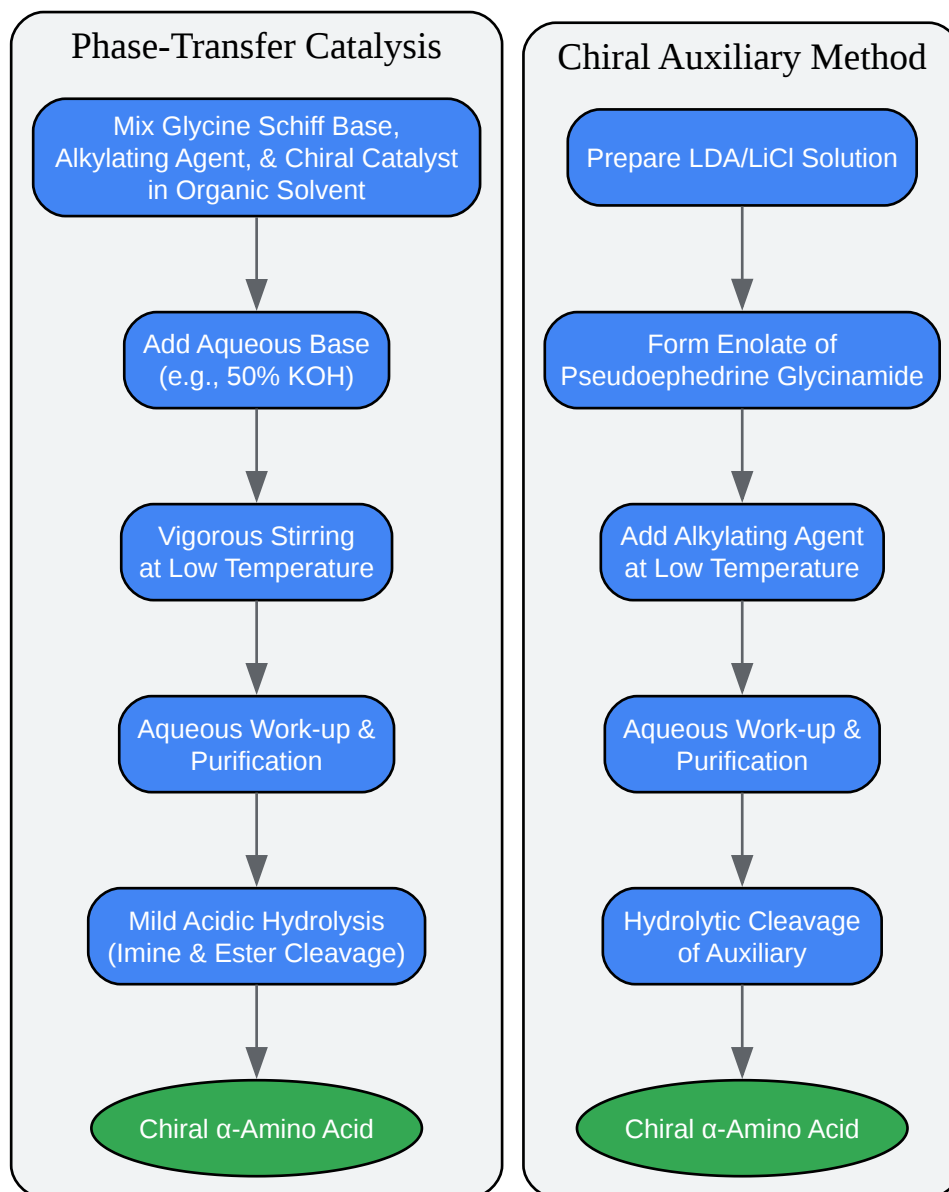 Phase-Transfer Catalysis
Mix Glycine Schiff Base,
Alkylating Agent, & Chiral Catalyst
in Organic Solvent
Add Aqueous Base
(e.g., 50% KOH)
Vigorous Stirring
at Low Temperature
Aqueous Work-up &
Purification
Mild Acidic Hydrolysis
(Imine & Ester Cleavage)
Chiral α-Amino Acid
Chiral Auxiliary Method
Prepare LDA/LiCl Solution
Form Enolate of
Pseudoephedrine Glycinamide
Add Alkylating Agent
at Low Temperature
Aqueous Work-up &
Purification
Hydrolytic Cleavage
of Auxiliary
Chiral α-Amino Acid